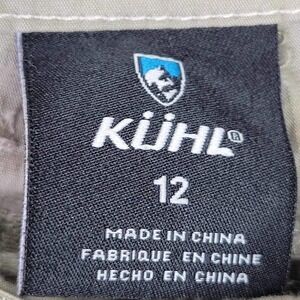 KÜHL®
12
MADE IN CHINA
FABRIQUE EN CHINE
HECHO EN CHINA